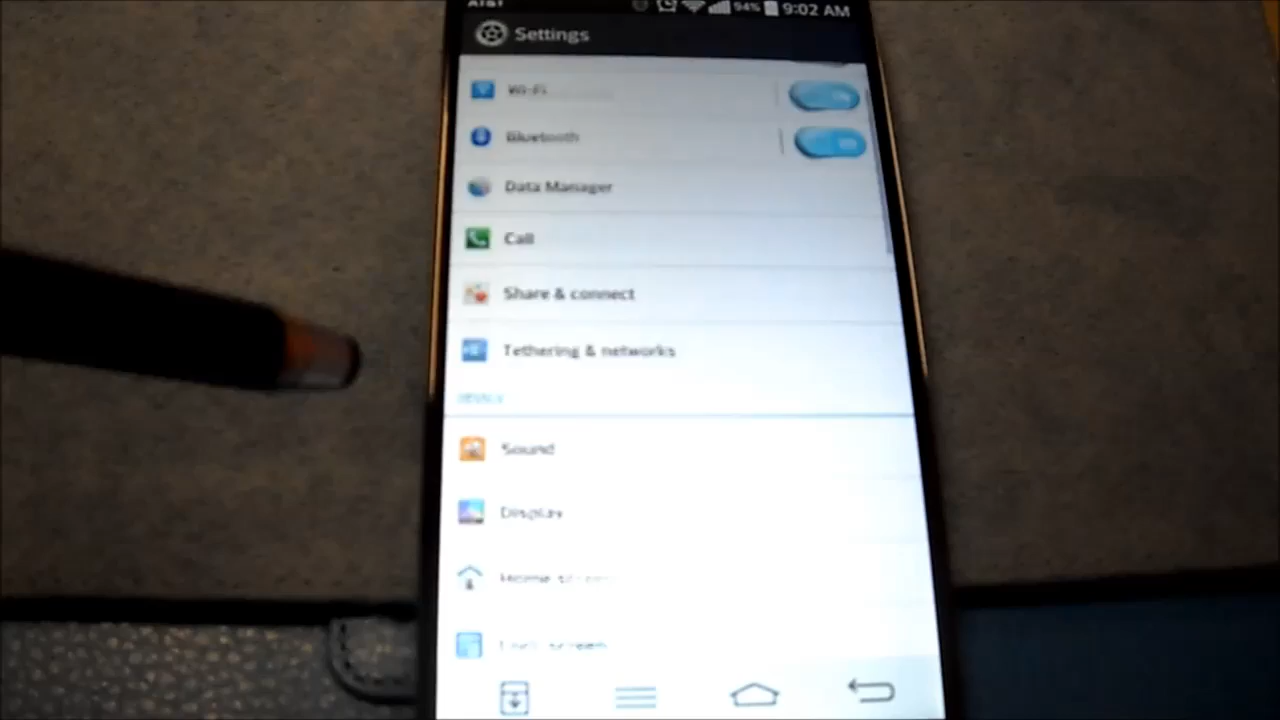 AT&T 94% 9:02 AM
Settings
Wi-Fi
Bluetooth
Data Manager
Call
Share & connect
Tethering & networks
DEVICE
Sound
Display
Home screen
Lock screen